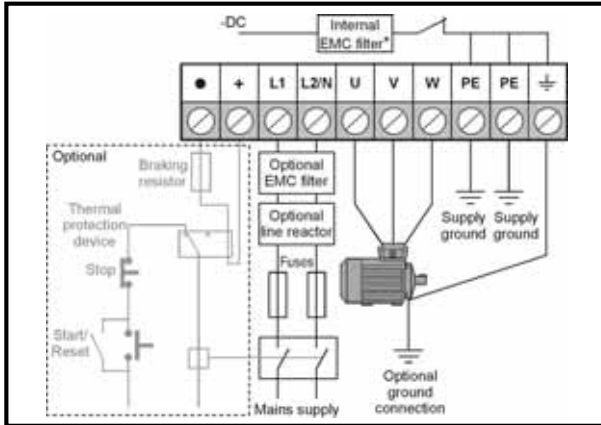 -DC
Internal
EMC filter*
● + L1 L2/N U V W PE PE ⏚
Optional
Braking
resistor
Optional
EMC filter
Thermal
protection
device
Optional
line reactor
Supply
ground
Supply
ground
Stop
Fuses
Start/
Reset
Optional
ground
connection
Mains supply